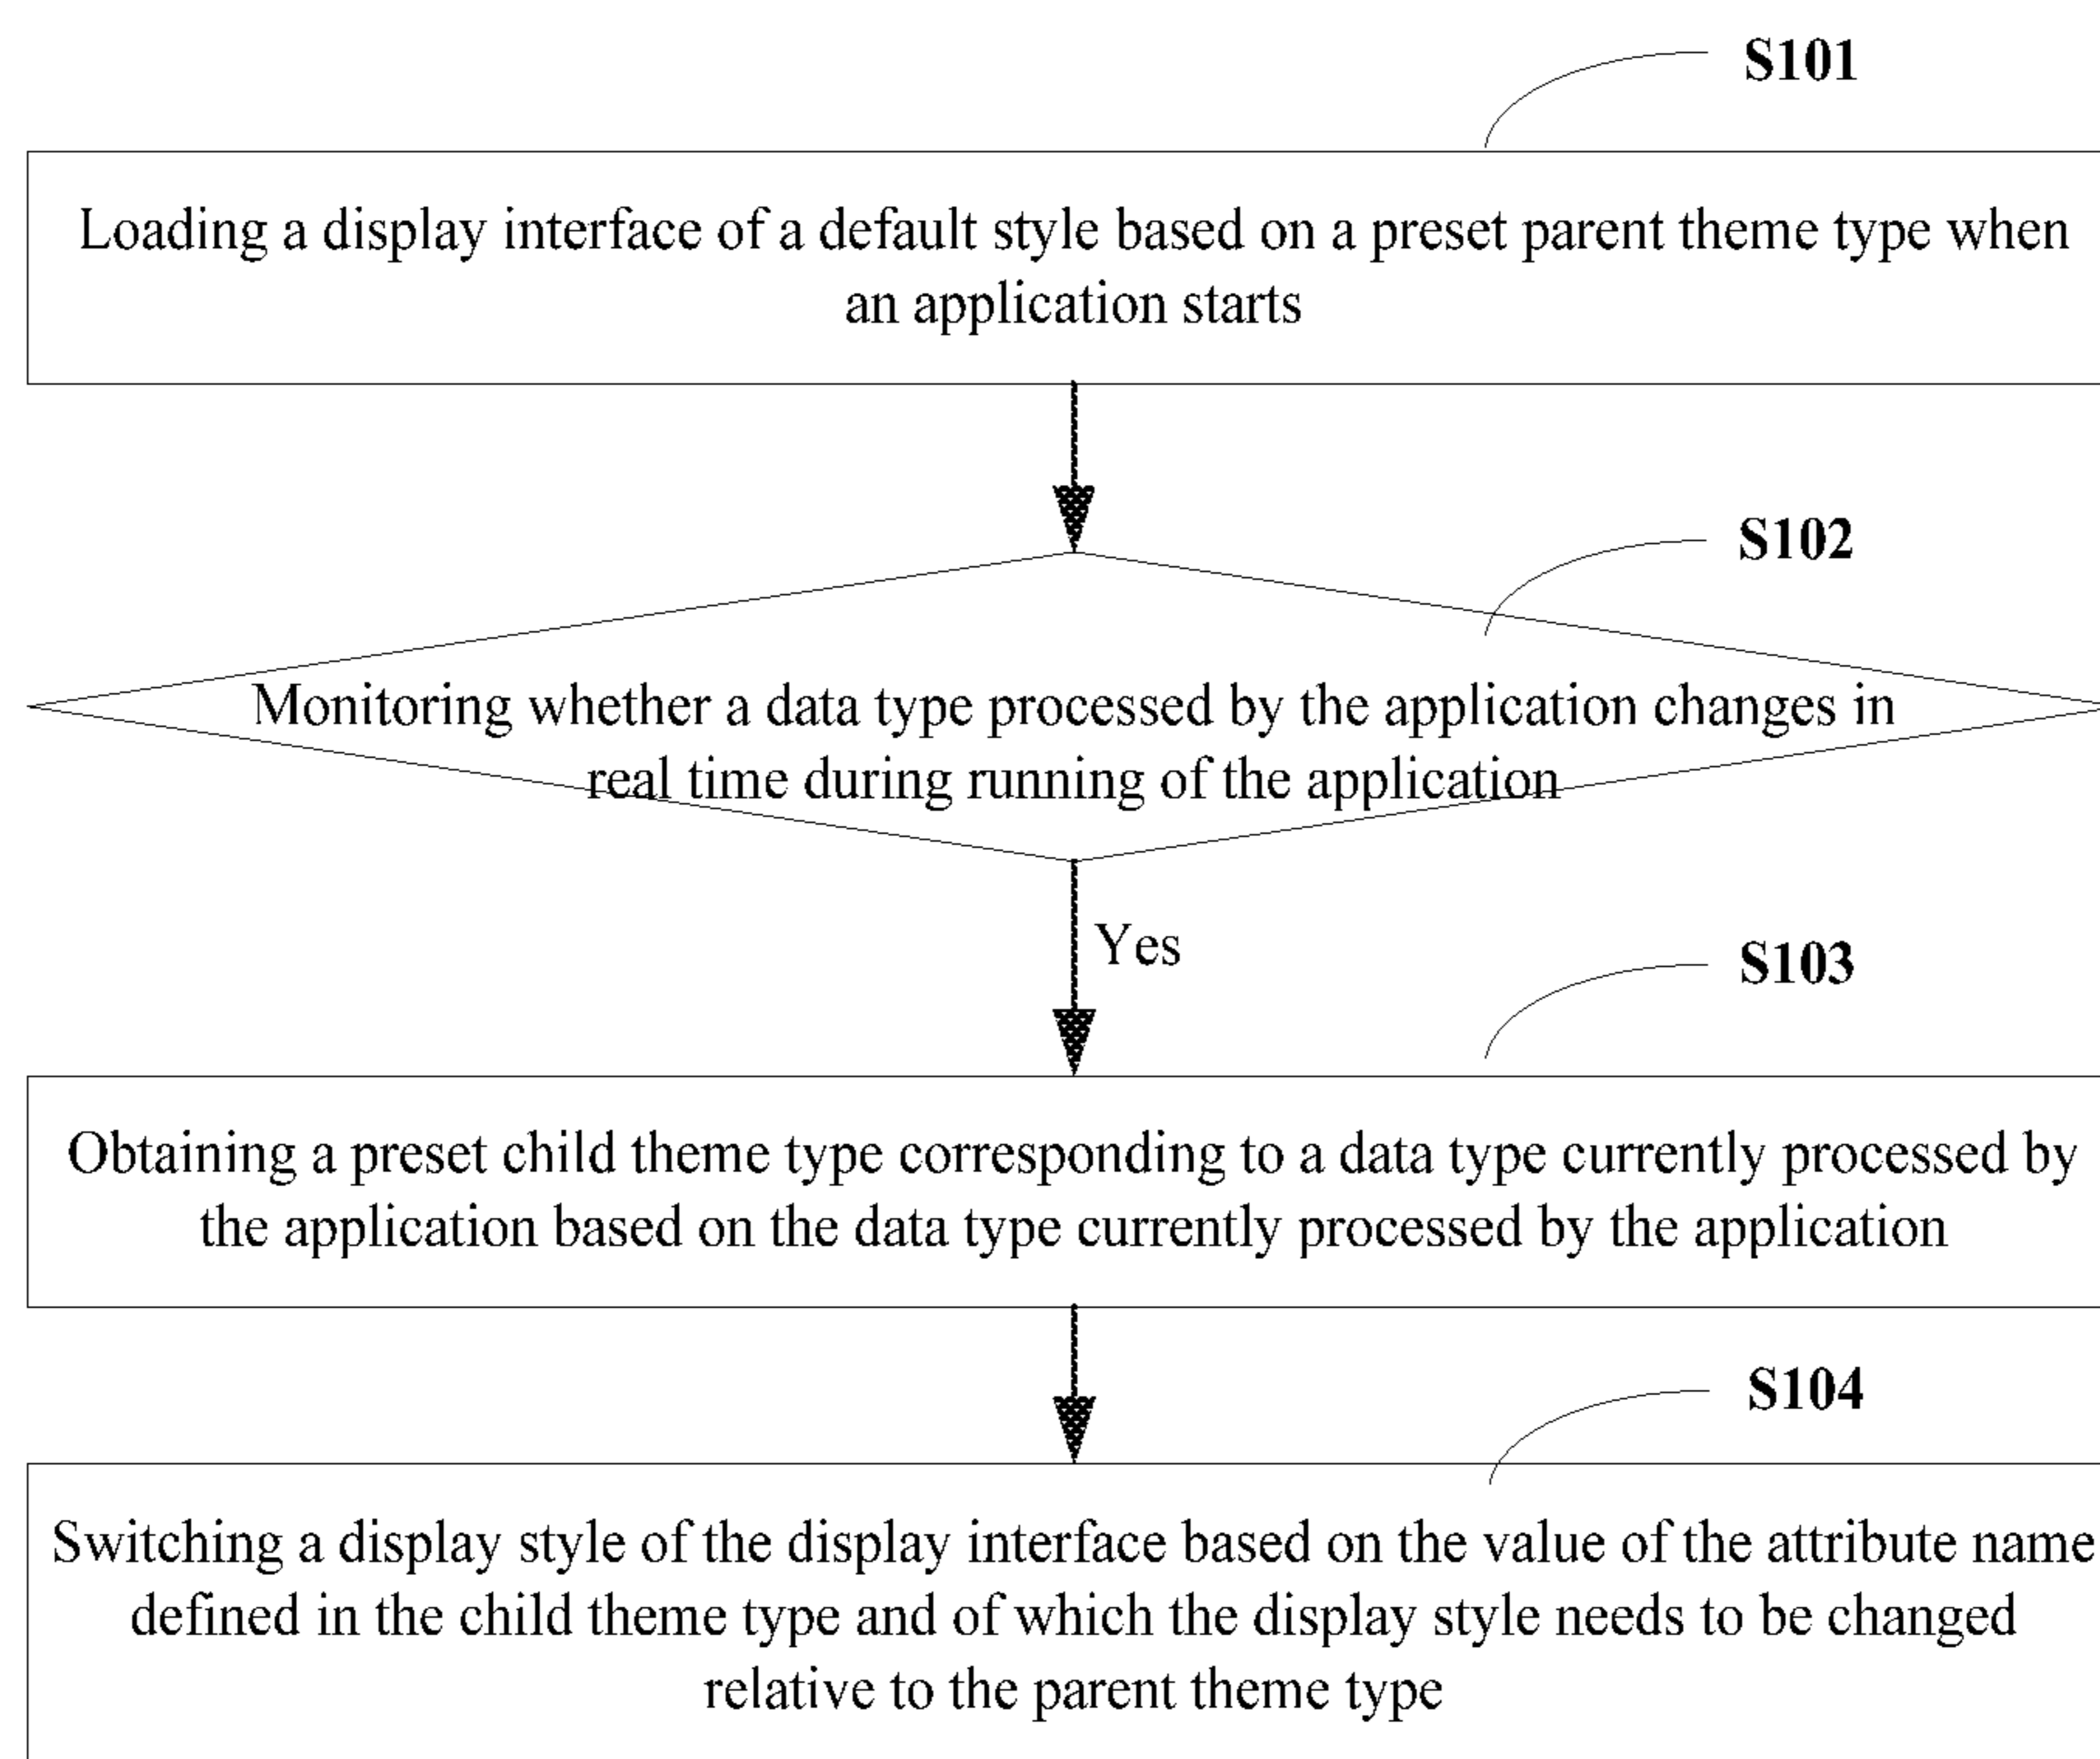 S101
Loading a display interface of a default style based on a preset parent theme type when
an application starts
S102
Monitoring whether a data type processed by the application changes in
real time during running of the application
Yes
S103
Obtaining a preset child theme type corresponding to a data type currently processed by
the application based on the data type currently processed by the application
S104
Switching a display style of the display interface based on the value of the attribute name
defined in the child theme type and of which the display style needs to be changed
relative to the parent theme type